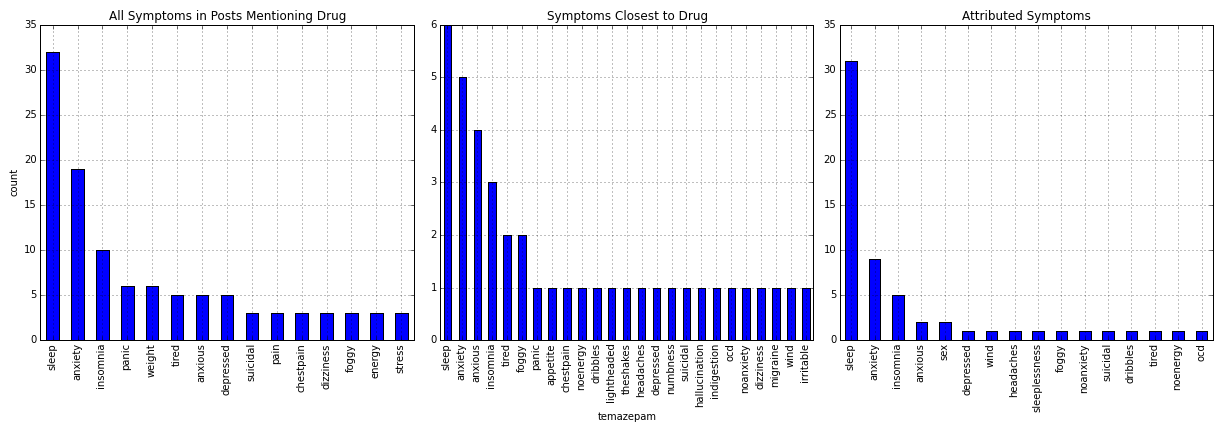 All Symptoms in Posts Mentioning Drug
count
35
30
25
20
15
10
5
0
sleep
anxiety
insomnia
panic
weight
tired
anxious
depressed
suicidal
pain
chestpain
dizziness
foggy
energy
stress
Symptoms Closest to Drug
6
5
4
3
2
1
0
sleep
anxiety
anxious
insomnia
tired
foggy
panic
appetite
chestpain
noenergy
dribbles
lightheaded
theshakes
headaches
depressed
numbness
suicidal
hallucination
indigestion
ocd
noanxiety
dizziness
migraine
wind
irritable
temazepam
Attributed Symptoms
35
30
25
20
15
10
5
0
sleep
anxiety
insomnia
anxious
sex
depressed
wind
headaches
sleeplessness
foggy
noanxiety
suicidal
dribbles
tired
noenergy
ocd